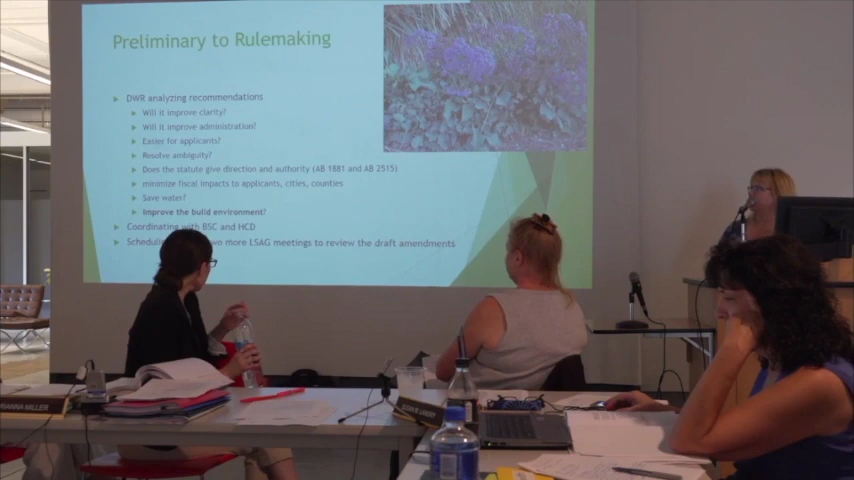 Preliminary to Rulemaking
DWR analyzing recommendations
Will it improve clarity?
Will it improve administration?
Easier for applicants?
Resolve ambiguity?
Does the statute give direction and authority (AB 1881 and AB 2515)
minimize fiscal impacts to applicants, cities, counties
Save water?
Improve the build environment?
Coordinating with BSC and HCD
more LSAG meetings to review the draft amendments
MILLER